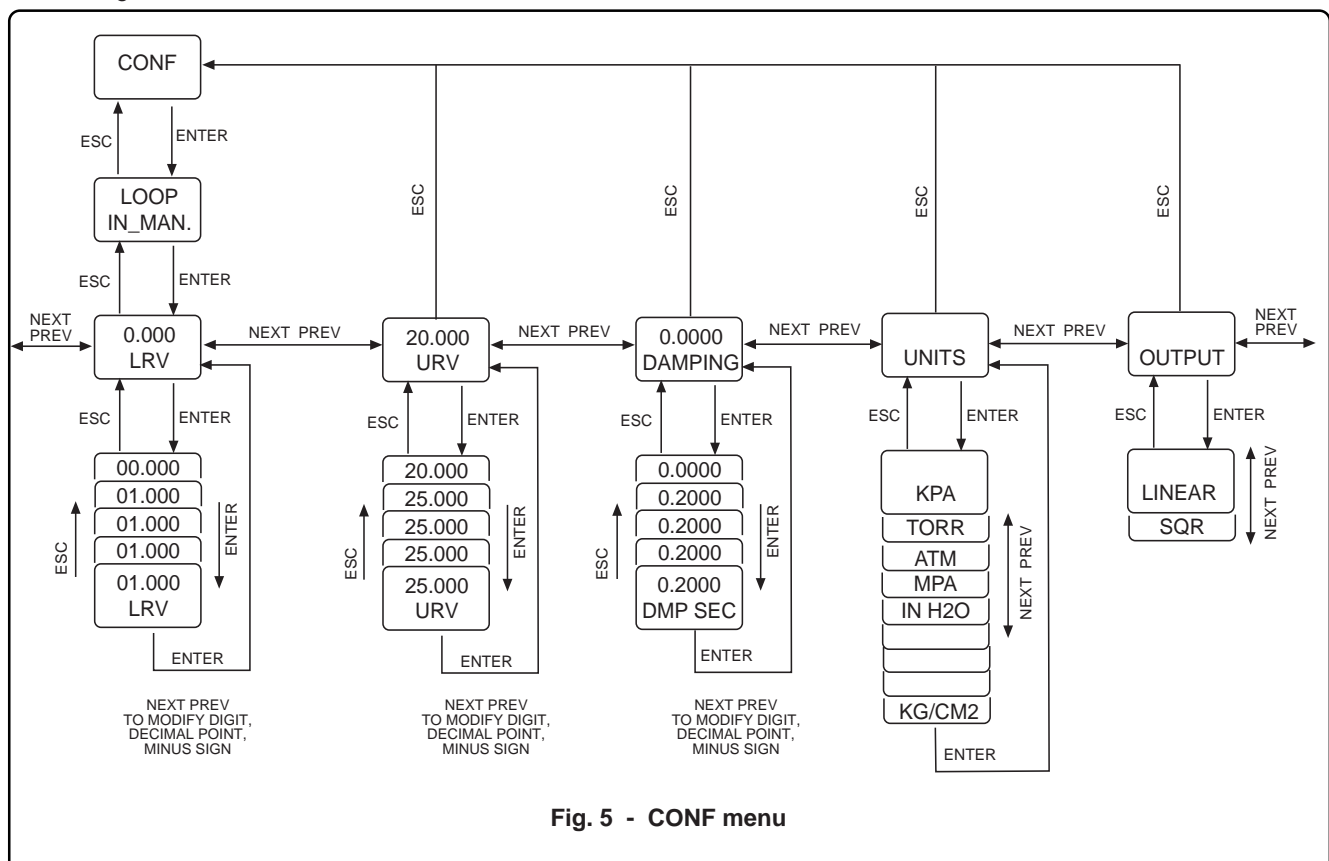 CONF
ESC
ENTER
LOOP
IN_MAN.
ESC
ENTER
ESC
ESC
ESC
ESC
NEXT
PREV
0.000
LRV
NEXT PREV
20.000
URV
NEXT PREV
0.0000
DAMPING
NEXT PREV
UNITS
NEXT PREV
OUTPUT
NEXT
PREV
ESC
ENTER
ESC
ENTER
ESC
ENTER
ESC
ENTER
ESC
ENTER
00.000
01.000
01.000
01.000
01.000
LRV
ESC
ENTER
ENTER
20.000
25.000
25.000
25.000
25.000
URV
ESC
ENTER
ENTER
0.0000
0.2000
0.2000
0.2000
0.2000
DMP SEC
ESC
ENTER
ENTER
KPA
TORR
ATM
MPA
IN H2O
KG/CM2
NEXT PREV
ENTER
LINEAR
SQR
NEXT PREV
NEXT PREV
TO MODIFY DIGIT,
DECIMAL POINT,
MINUS SIGN
NEXT PREV
TO MODIFY DIGIT,
DECIMAL POINT,
MINUS SIGN
NEXT PREV
TO MODIFY DIGIT,
DECIMAL POINT,
MINUS SIGN
Fig. 5 - CONF menu